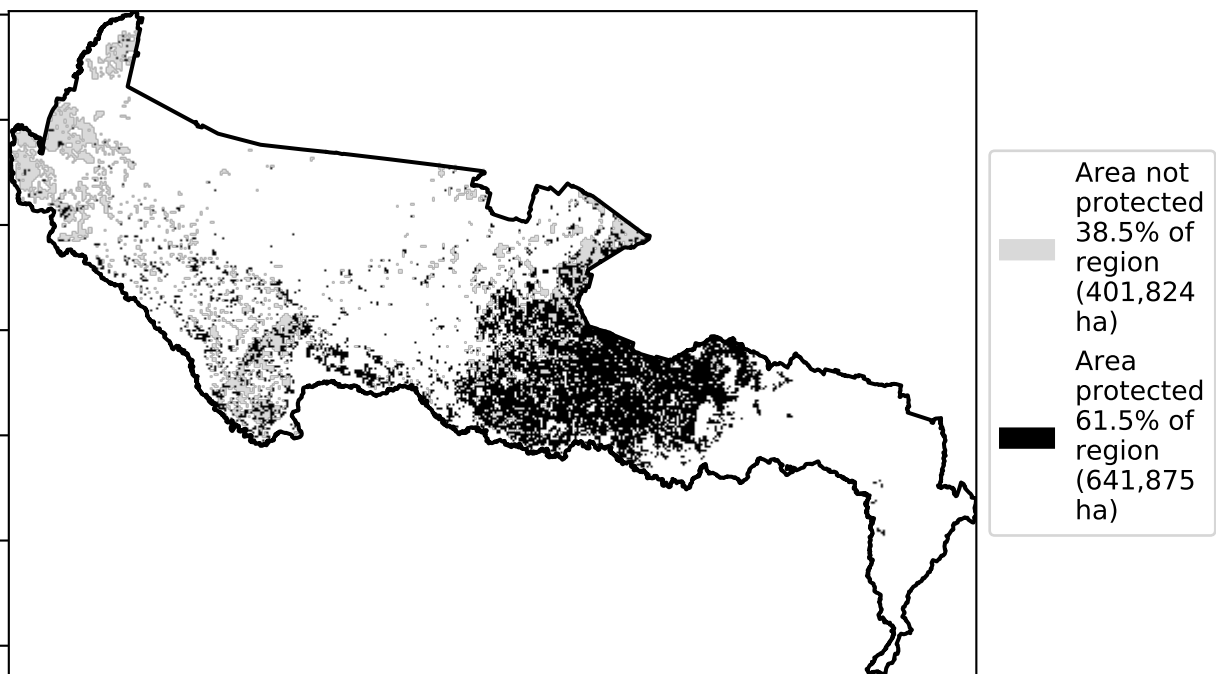 Area not
protected
38.5% of
region
(401,824
ha)
Area
protected
61.5% of
region
(641,875
ha)